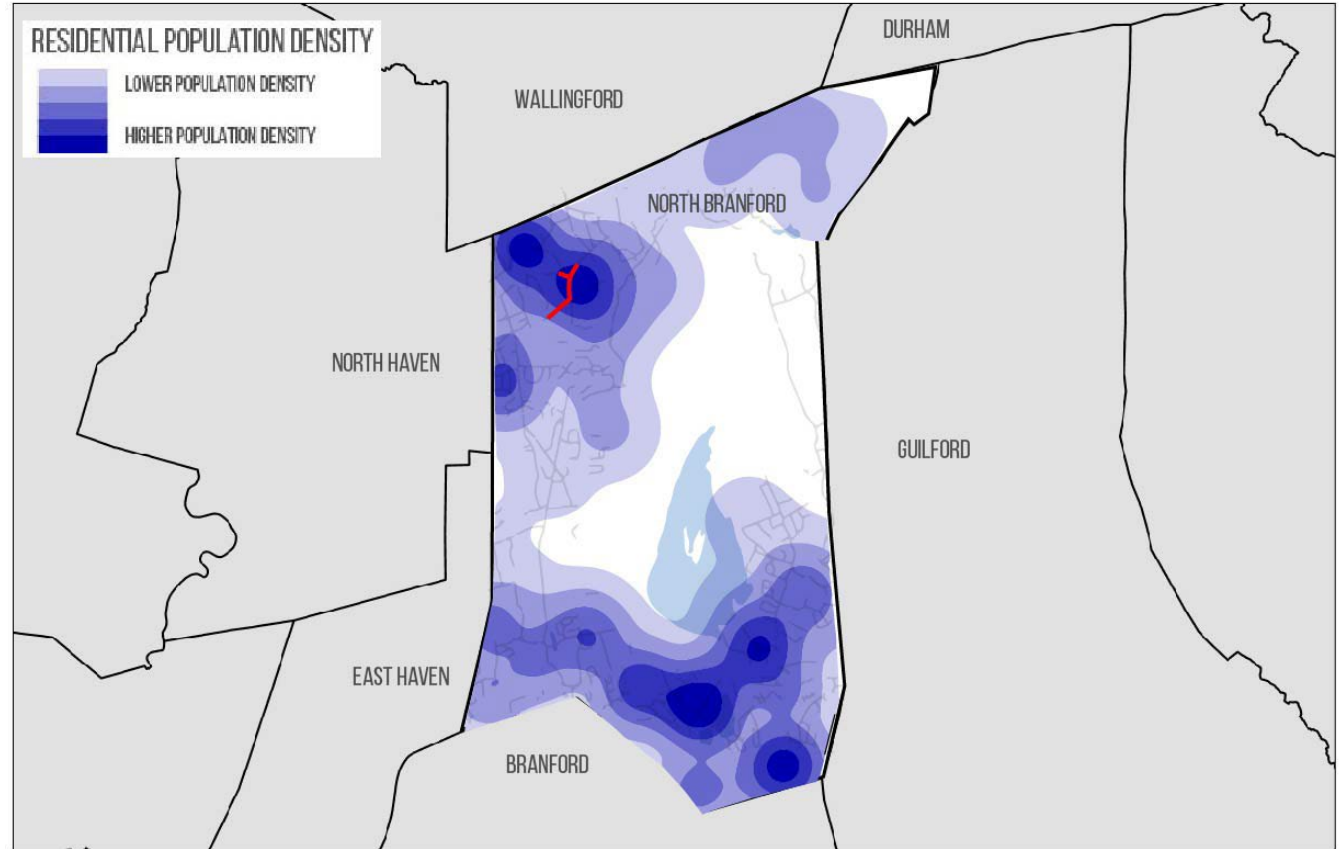 RESIDENTIAL POPULATION DENSITY
LOWER POPULATION DENSITY
HIGHER POPULATION DENSITY
DURHAM
WALLINGFORD
NORTH BRANFORD
NORTH HAVEN
GUILFORD
EAST HAVEN
BRANFORD